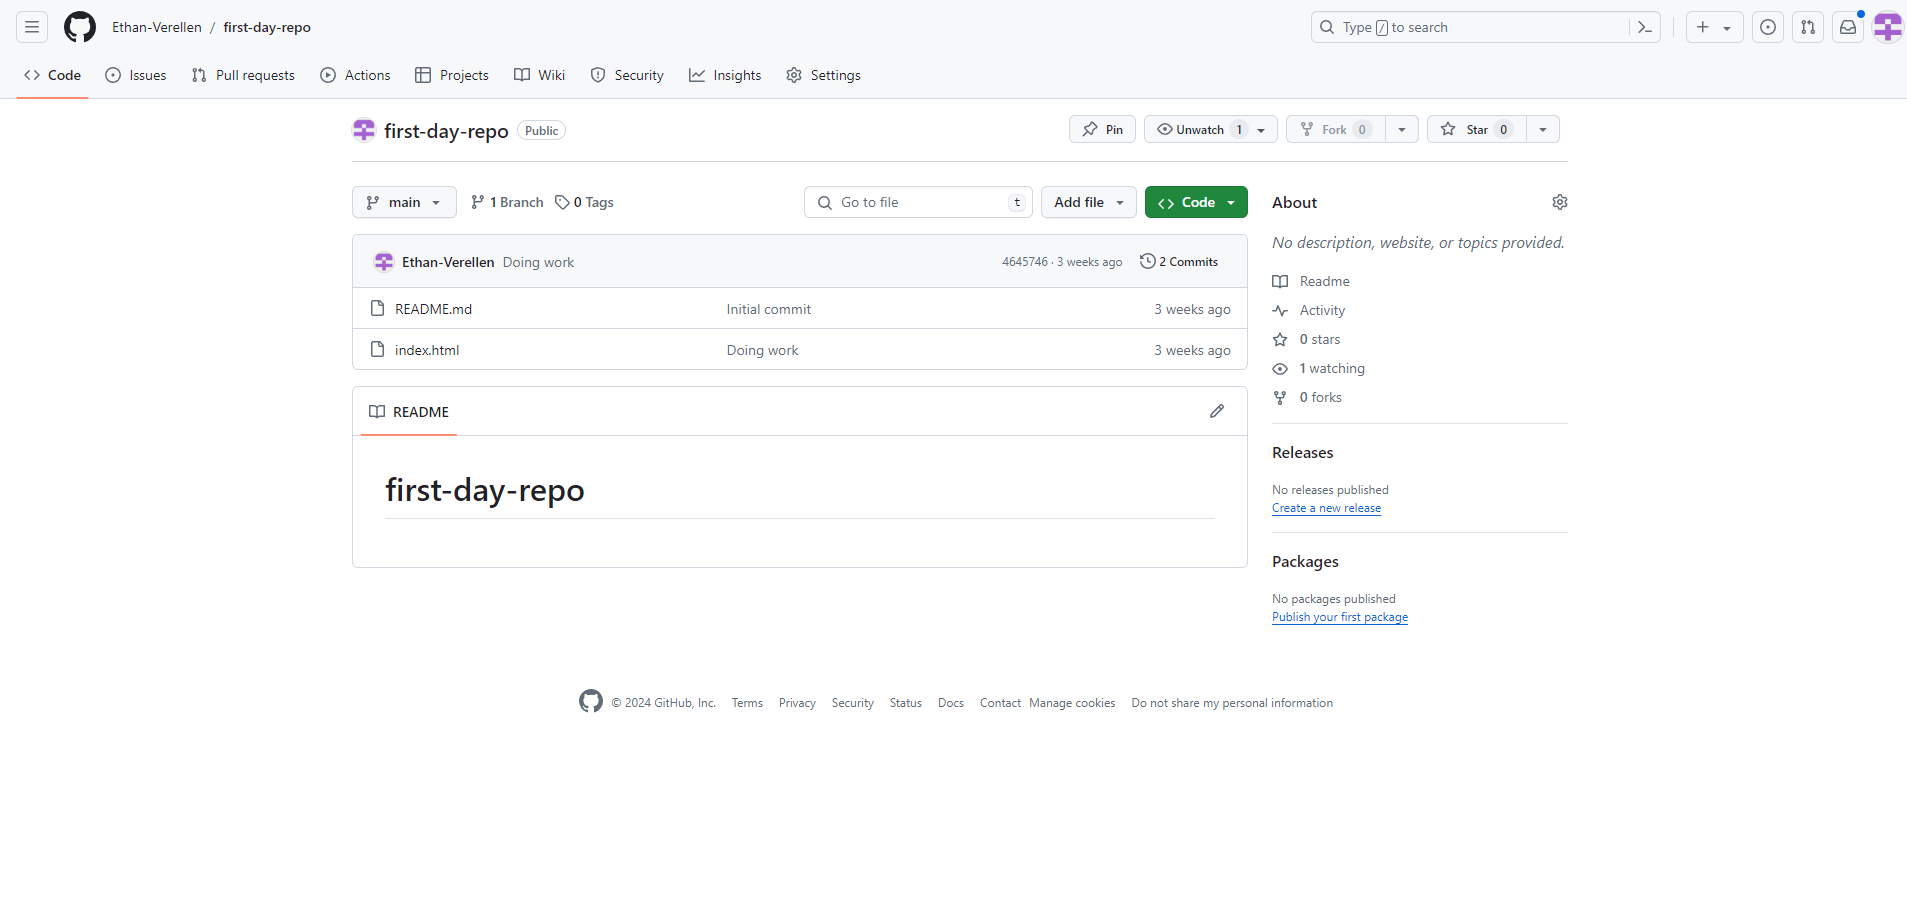 Ethan-Verellen / first-day-repo
Type / to search
Code Issues Pull requests Actions Projects Wiki Security Insights Settings
first-day-repo Public
Pin Unwatch 1 Fork 0 Star 0
main 1 Branch 0 Tags Go to file t Add file Code
Ethan-Verellen Doing work 4645746 · 3 weeks ago 2 Commits
README.md Initial commit 3 weeks ago
index.html Doing work 3 weeks ago
README
first-day-repo
About
No description, website, or topics provided.
Readme
Activity
0 stars
1 watching
0 forks
Releases
No releases published
Create a new release
Packages
No packages published
Publish your first package
© 2024 GitHub, Inc. Terms Privacy Security Status Docs Contact Manage cookies Do not share my personal information